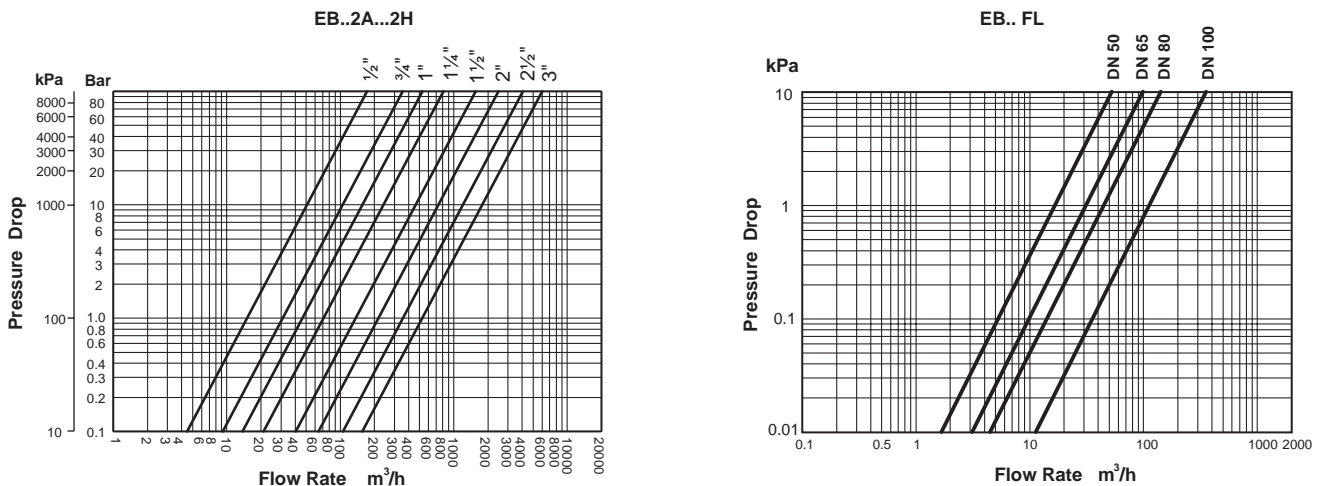 EB..2A...2H
½" ¾" 1" 1¼" 1½" 2" 2½" 3"
kPa Bar
8000 80
6000 60
4000 40
3000 30
2000 20
1000 10
8
6
4
3
2
100 1.0
0.8
0.6
0.4
0.3
0.2
10 0.1
Pressure Drop
1 2 3 4 6 8 10 20 30 40 60 80 100 200 300 400 600 800 1000 2000 3000 4000 6000 8000 10000 20000
Flow Rate m³/h
EB.. FL
DN 50 DN 65 DN 80 DN 100
kPa
10
1
0.1
0.01
Pressure Drop
0.1 0.5 1 10 100 1000 2000
Flow Rate m³/h